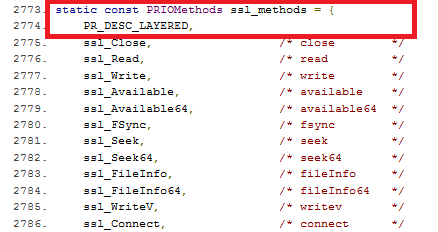 2773. static const PRIOMethods ssl_methods = {
2774. PR_DESC_LAYERED,
2775. ssl_Close, /* close */
2776. ssl_Read, /* read */
2777. ssl_Write, /* write */
2778. ssl_Available, /* available */
2779. ssl_Available64, /* available64 */
2780. ssl_FSync, /* fsync */
2781. ssl_Seek, /* seek */
2782. ssl_Seek64, /* seek64 */
2783. ssl_FileInfo, /* fileInfo */
2784. ssl_FileInfo64, /* fileInfo64 */
2785. ssl_WriteV, /* writev */
2786. ssl_Connect, /* connect */